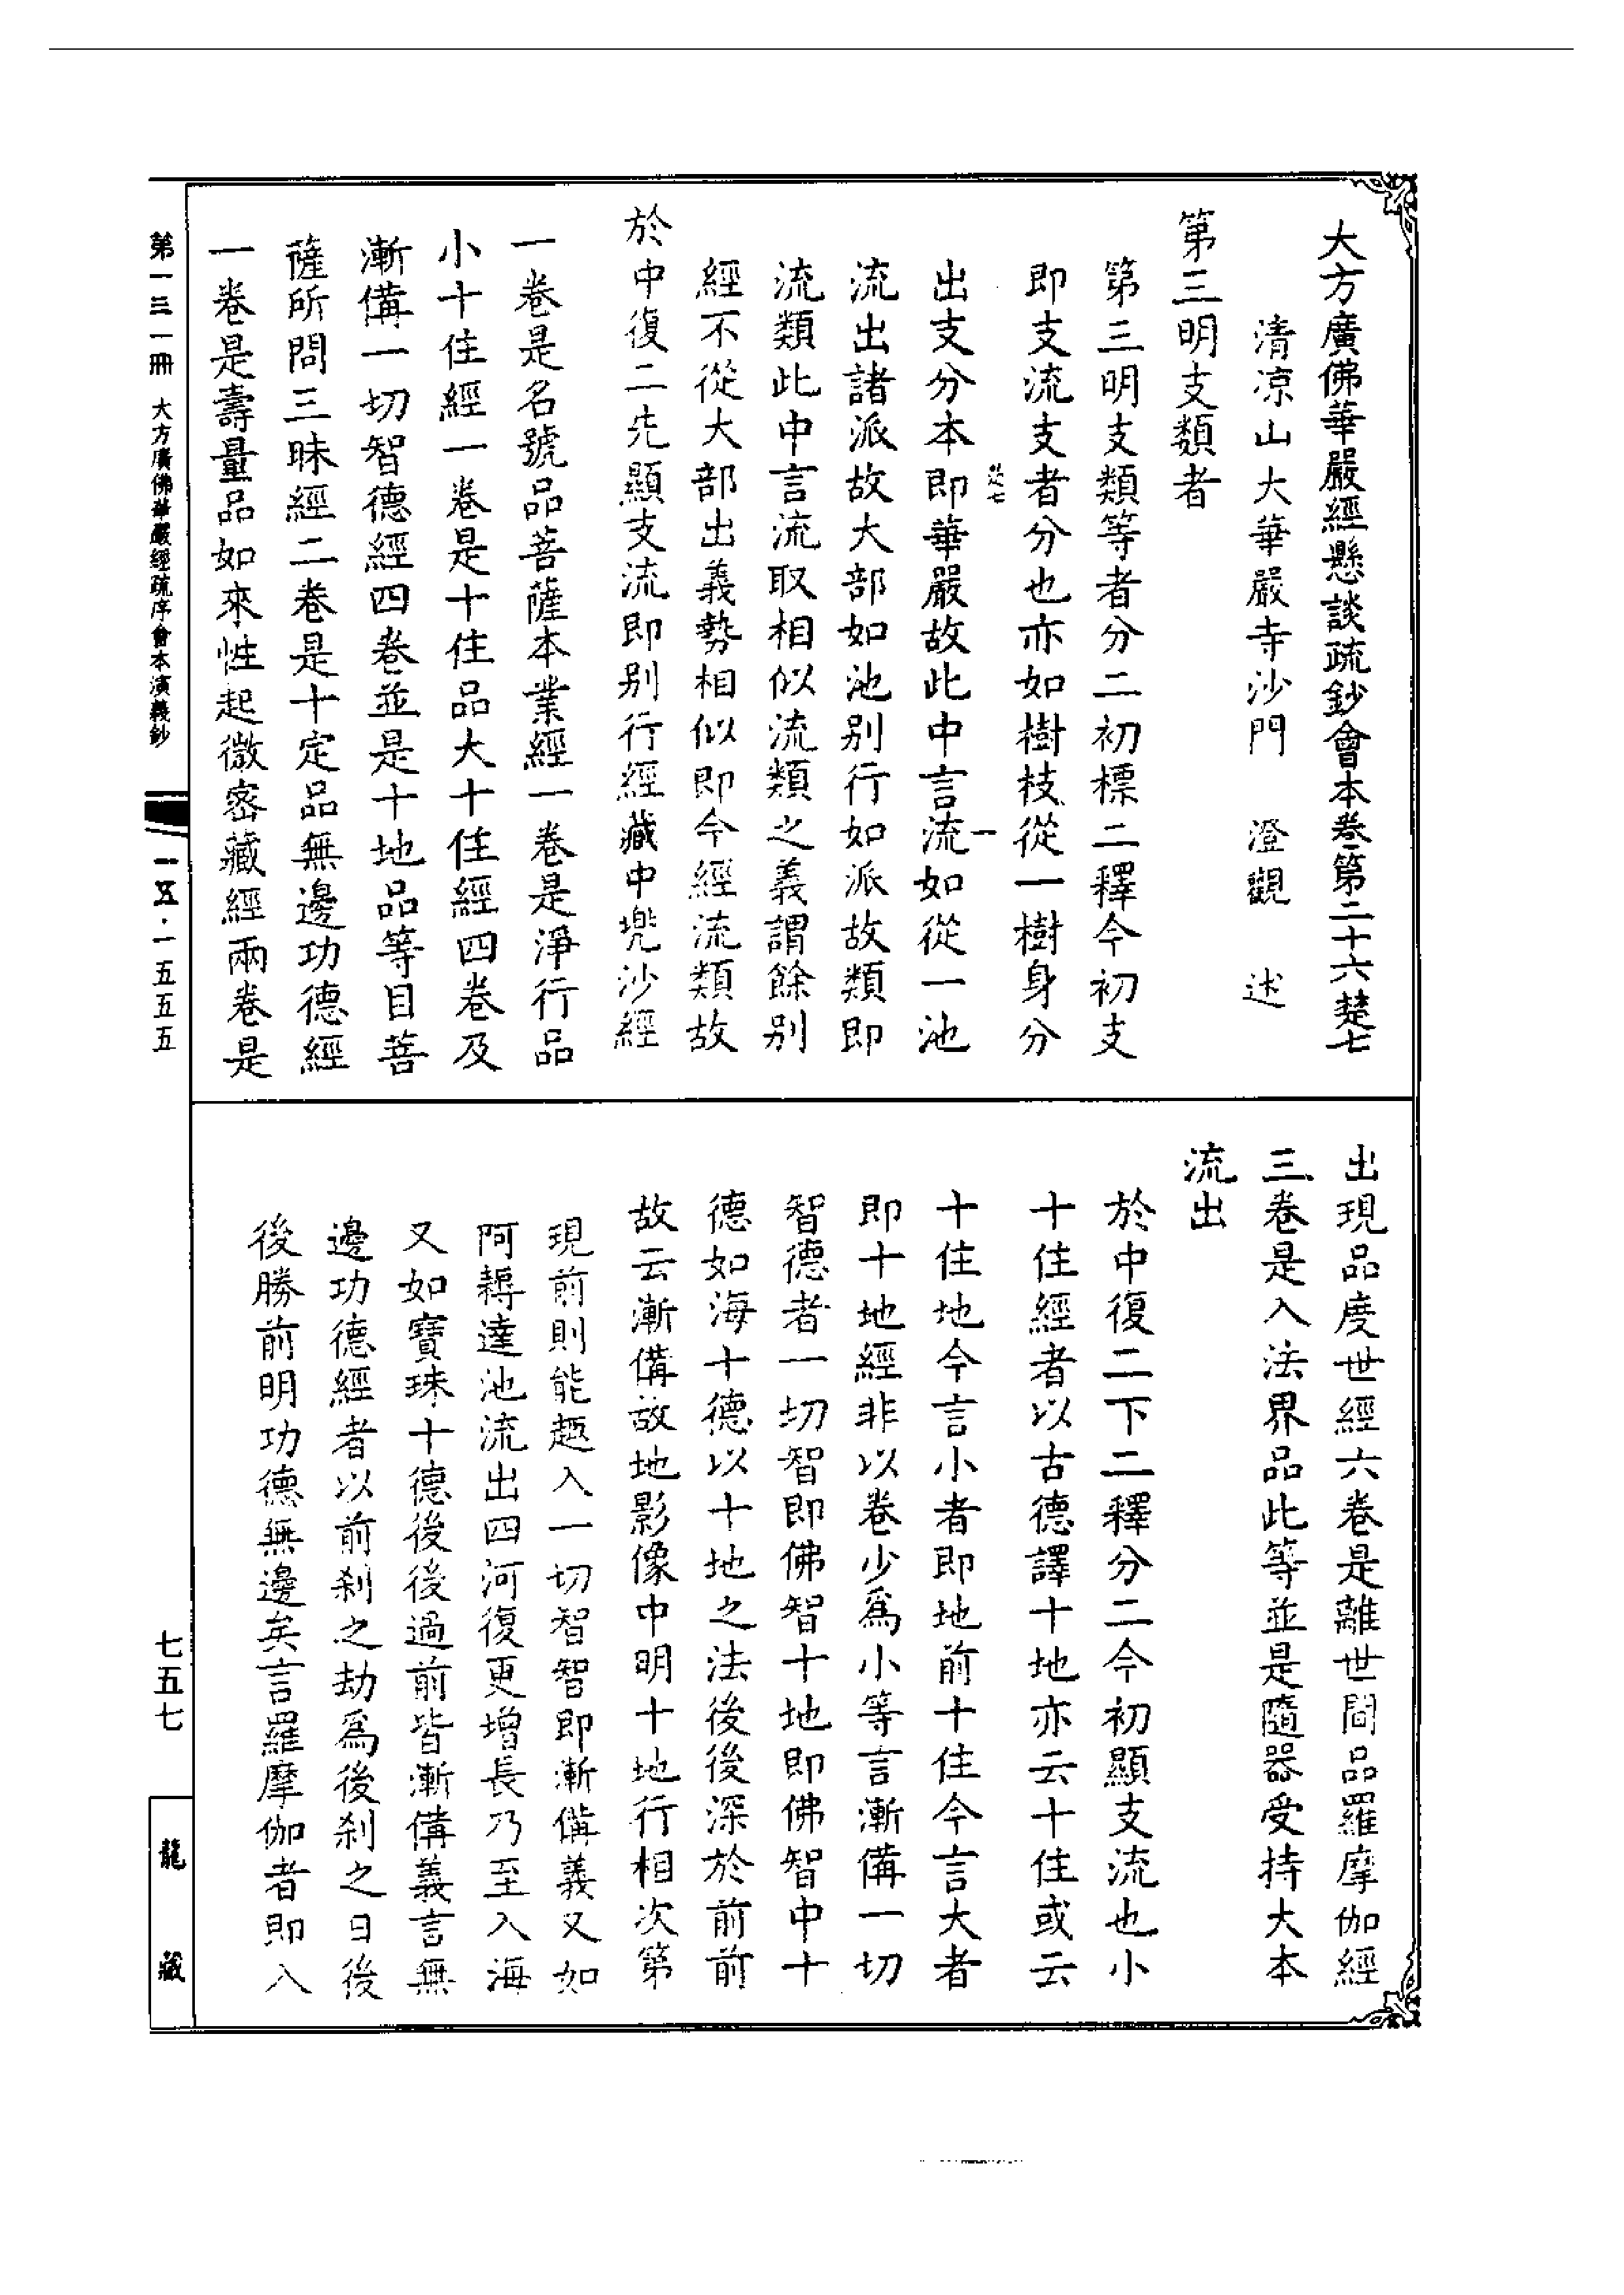 大方廣佛華嚴經懸談疏鈔會本卷第二十六楚七
清凉山大華嚴寺沙門　澄觀　述
第三明支類者
第三明支類等者分二初標二釋今初支
即支流支者分也亦如樹枝從一樹身分
出支分本即華嚴故此中言流如從一池
流出諸派故大部如池别行如派故類即
流類此中言流取相似流類之義謂餘别
經不從大部出義勢相似即今經流類故
於中復二先顯支流即别行經藏中兜沙經
一卷是名號品菩薩本業經一卷是淨行品
小十住經一卷是十住品大十住經四卷及
漸備一切智德經四卷並是十地品等目菩
薩所問三昧經二卷是十定品無邊功德經
一卷是壽量品如來性起微密藏經兩卷是
出現品度世經六卷是離世間品羅摩伽經
三卷是入法界品此等並是隨器受持大本
流出
於中復二下二釋分二今初顯支流也小
十住經者以古德譯十地亦云十住或云
十住地今言小者即地前十住今言大者
即十地經非以卷少爲小等言漸備一切
智德者一切智即佛智十地即佛智中十
德如海十德以十地之法後後深於前前
故云漸備故地影像中明十地行相次第
現前則能趣入一切智智即漸備義又如
阿耨達池流出四河復更增長乃至入海
又如寶珠十德後後過前皆漸備義言無
邊功德經者以前刹之劫爲後刹之日後
後勝前明功德無邊矣言羅摩伽者即入
第一三一冊　大方廣佛華嚴經疏序會本演義鈔
一五·一五五五
七五七
龍藏